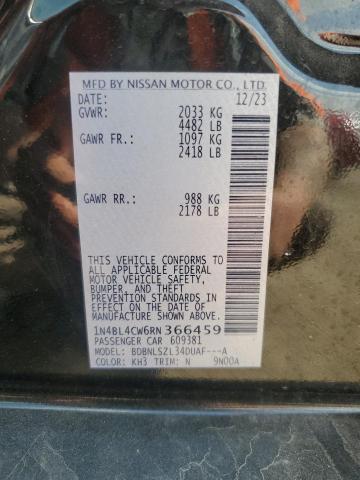 MFD BY NISSAN MOTOR CO., LTD.
DATE: 12/23
GVWR: 2033 KG
4482 LB
GAWR FR.: 1097 KG
2418 LB
GAWR RR.: 988 KG
2178 LB
THIS VEHICLE CONFORMS TO
ALL APPLICABLE FEDERAL
MOTOR VEHICLE SAFETY,
BUMPER, AND THEFT
PREVENTION STANDARDS IN
EFFECT ON THE DATE OF
MANUFACTURE SHOWN ABOVE.
1N4BL4CW6RN366459
PASSENGER CAR 609381
MODEL: BDBNLSZL34DUAF---A
COLOR: KH3 TRIM: N 9N00A